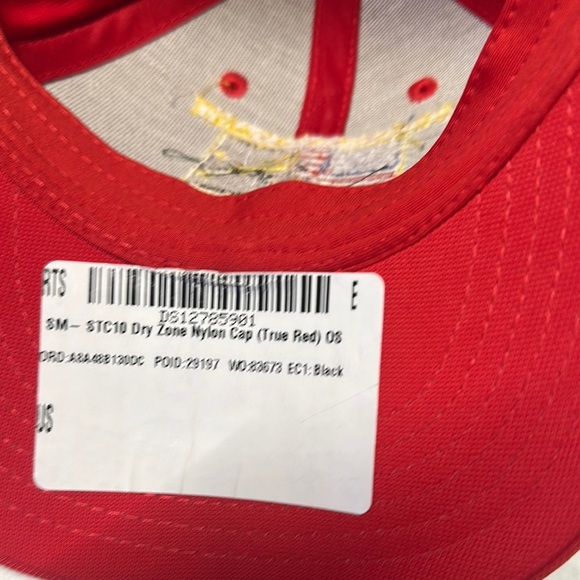 RTS E
DS12785901
SM- STC10 Dry Zone Nylon Cap (True Red) OS
ORD:A8A48B130DC POID:29197 WO:83673 EC1:Black
US